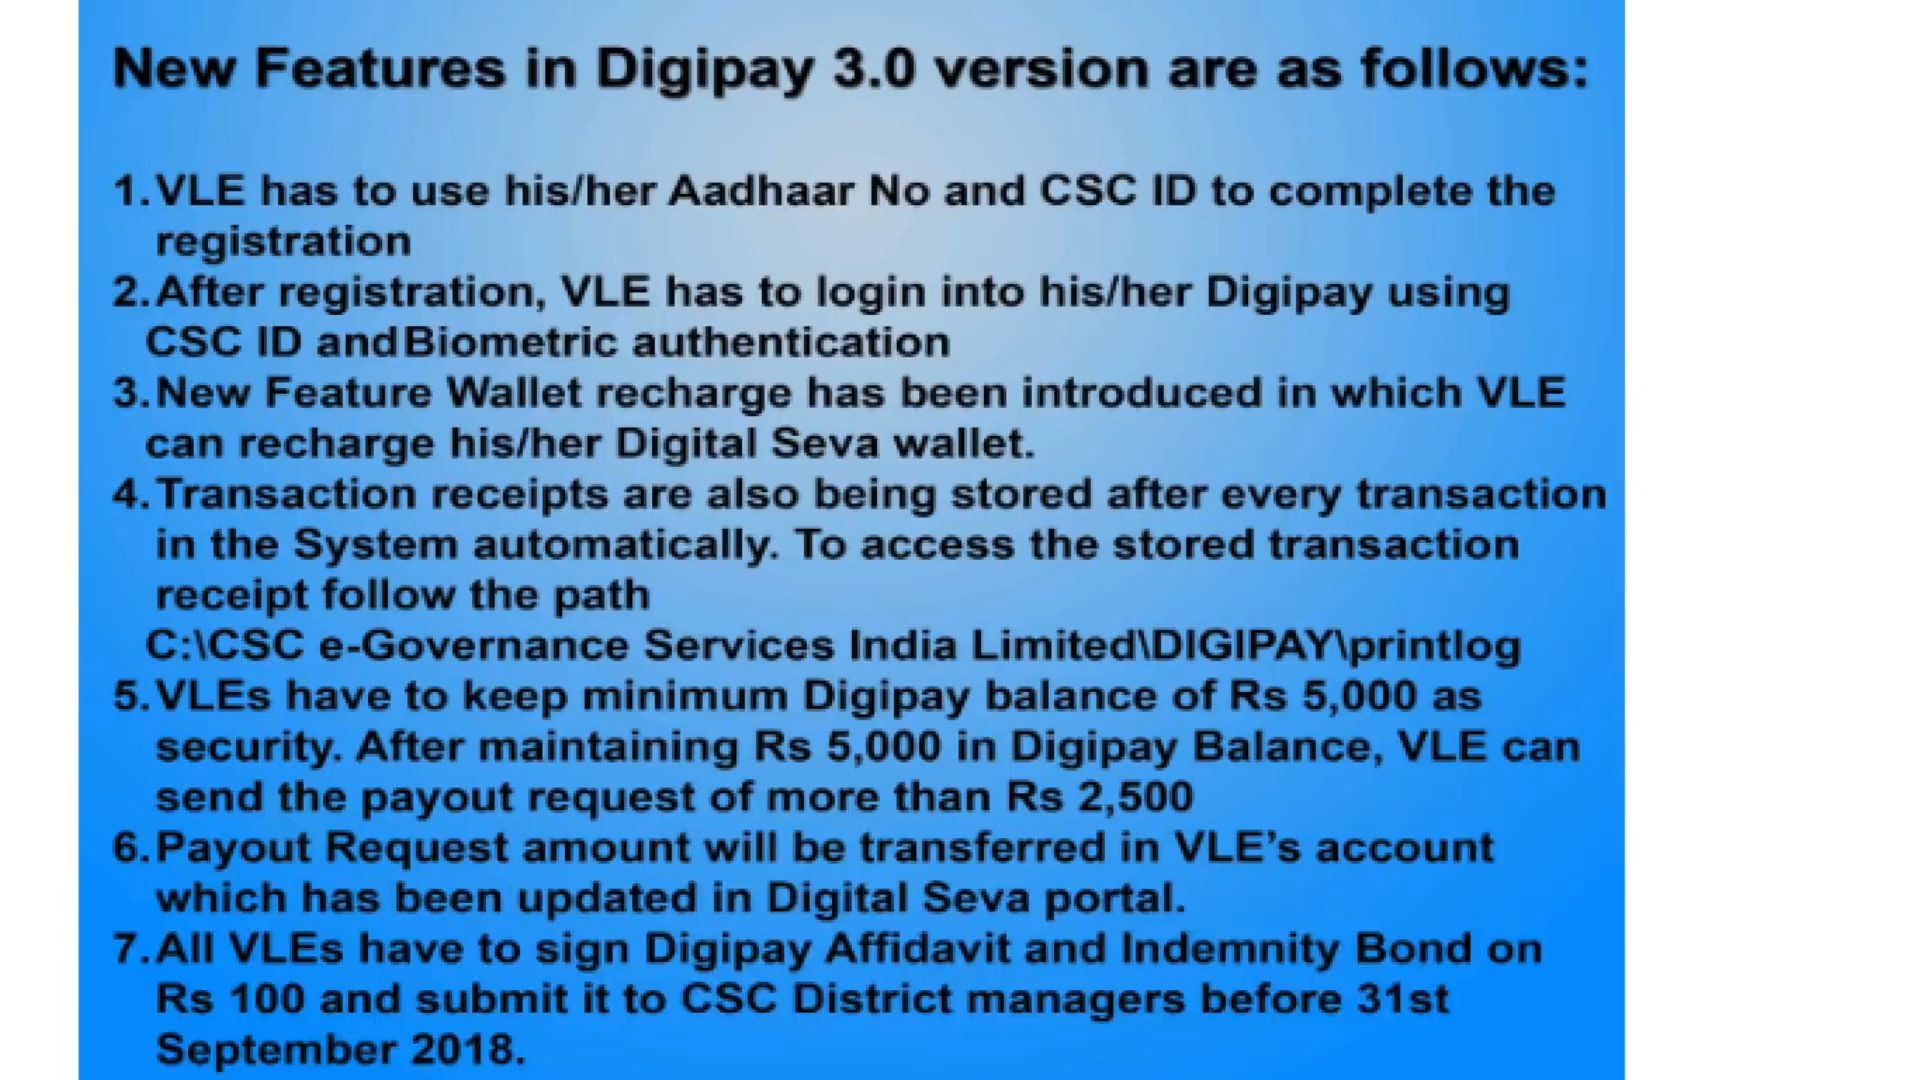 New Features in Digipay 3.0 version are as follows:
1. VLE has to use his/her Aadhaar No and CSC ID to complete the
registration
2. After registration, VLE has to login into his/her Digipay using
CSC ID and Biometric authentication
3. New Feature Wallet recharge has been introduced in which VLE
can recharge his/her Digital Seva wallet.
4. Transaction receipts are also being stored after every transaction
in the System automatically. To access the stored transaction
receipt follow the path
C:\CSC e-Governance Services India Limited\DIGIPAY\printlog
5. VLEs have to keep minimum Digipay balance of Rs 5,000 as
security. After maintaining Rs 5,000 in Digipay Balance, VLE can
send the payout request of more than Rs 2,500
6. Payout Request amount will be transferred in VLE’s account
which has been updated in Digital Seva portal.
7. All VLEs have to sign Digipay Affidavit and Indemnity Bond on
Rs 100 and submit it to CSC District managers before 31st
September 2018.